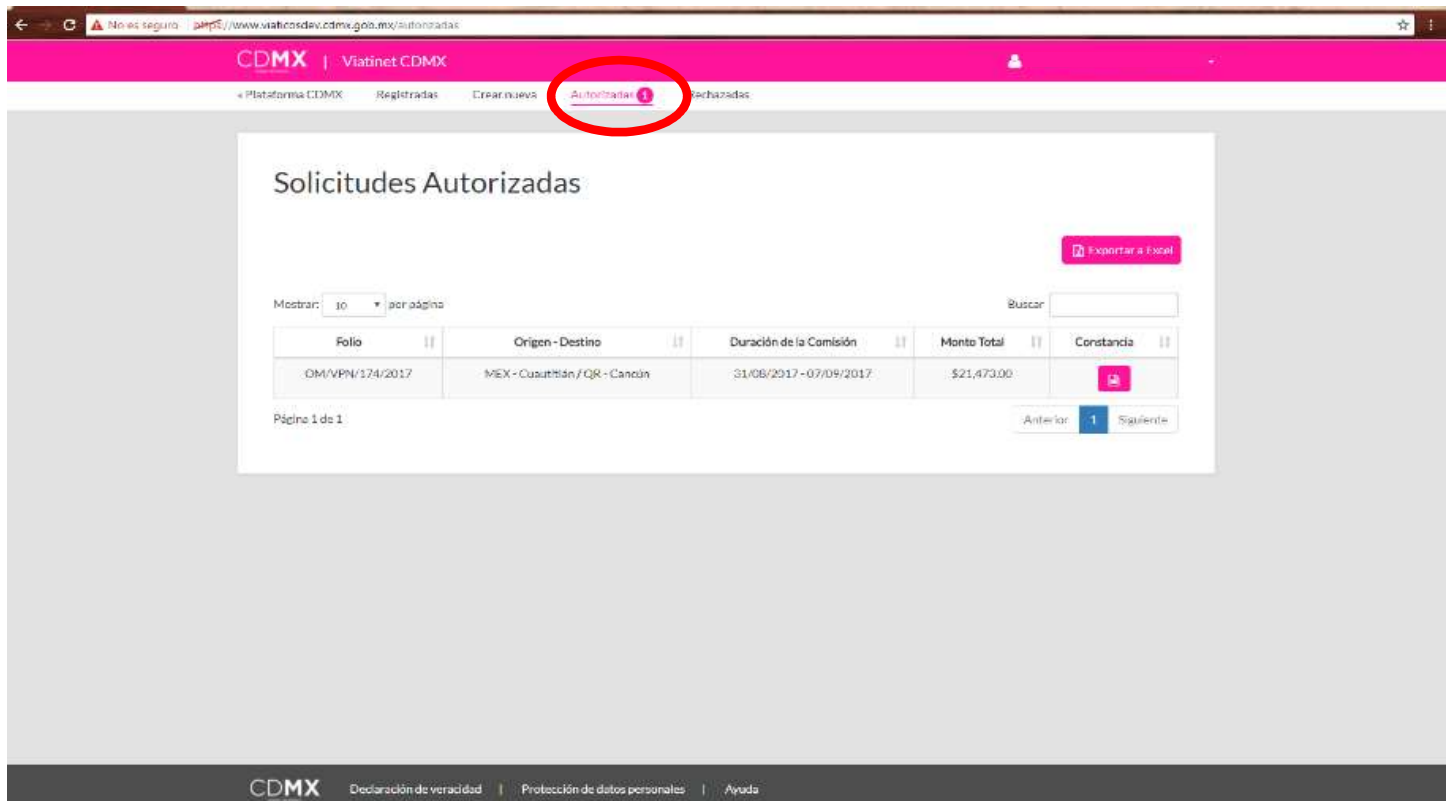 No es seguro https://www.viaticosdev.cdmx.gob.mx/autorizadas
CDMX | Viatinet CDMX
« Plataforma CDMX Registradas Crear nueva Autorizadas 1 Rechazadas
Solicitudes Autorizadas
Exportar a Excel
Mostrar: 10 por página Buscar
Folio Origen - Destino Duración de la Comisión Monto Total Constancia
OM/VPN/174/2017 MEX - Cuautitlán / QR - Cancún 31/08/2017 - 07/09/2017 $21,473.00
Página 1 de 1 Anterior 1 Siguiente
CDMX Declaración de veracidad | Protección de datos personales | Ayuda